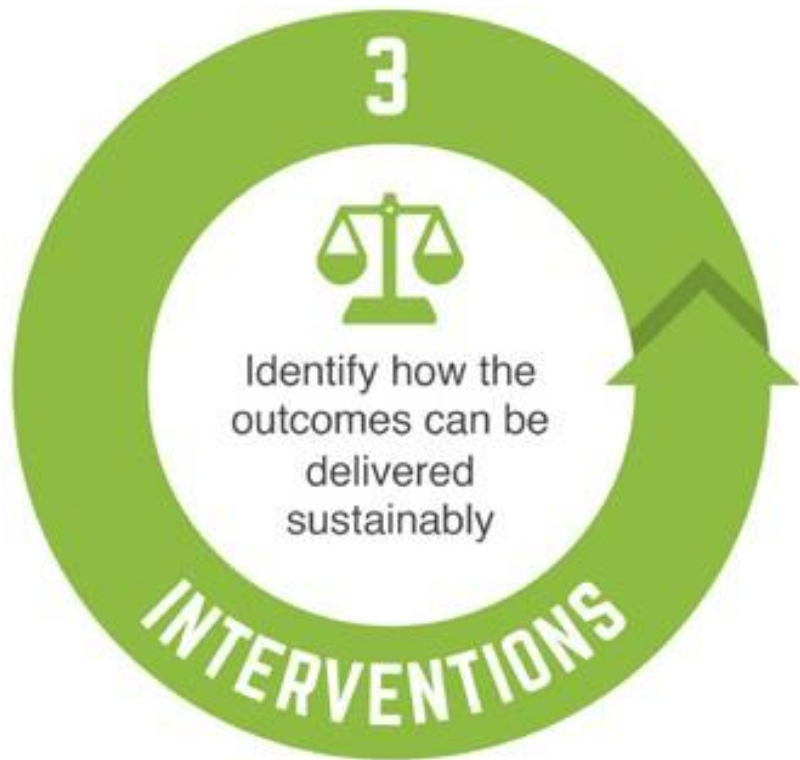 3
Identify how the
outcomes can be
delivered
sustainably
INTERVENTIONS